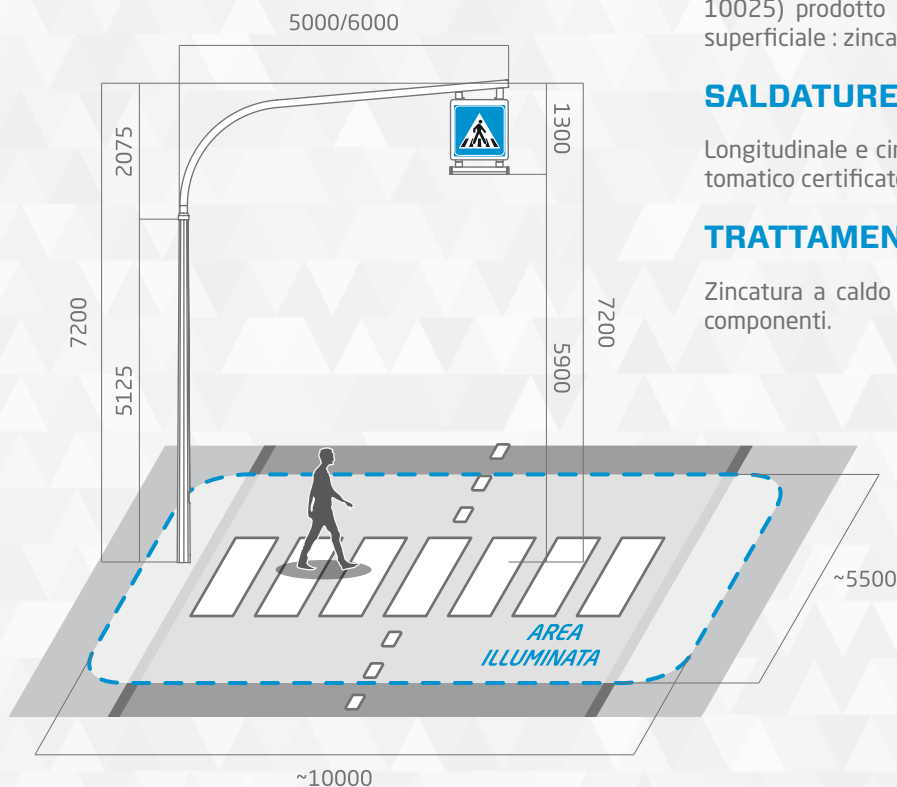 5000/6000
2075
1300
7200
5125
5900
7200
AREA
ILLUMINATA
~5500
~10000
10025) prodotto
superficiale : zinca
SALDATURE
Longitudinale e cir
tomatico certificato
TRATTAMEN
Zincatura a caldo
componenti.